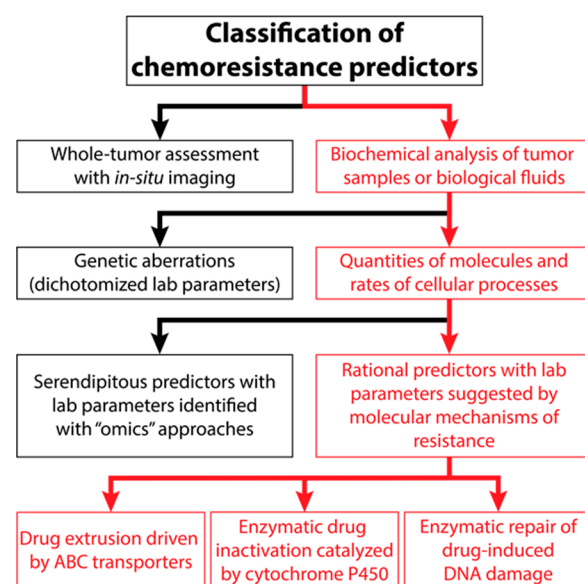 Classification of
chemoresistance predictors
Whole-tumor assessment
with in-situ imaging
Biochemical analysis of tumor
samples or biological fluids
Genetic aberrations
(dichotomized lab parameters)
Quantities of molecules and
rates of cellular processes
Serendipitous predictors with
lab parameters identified
with “omics” approaches
Rational predictors with lab
parameters suggested by
molecular mechanisms of
resistance
Drug extrusion driven
by ABC transporters
Enzymatic drug
inactivation catalyzed
by cytochrome P450
Enzymatic repair of
drug-induced
DNA damage